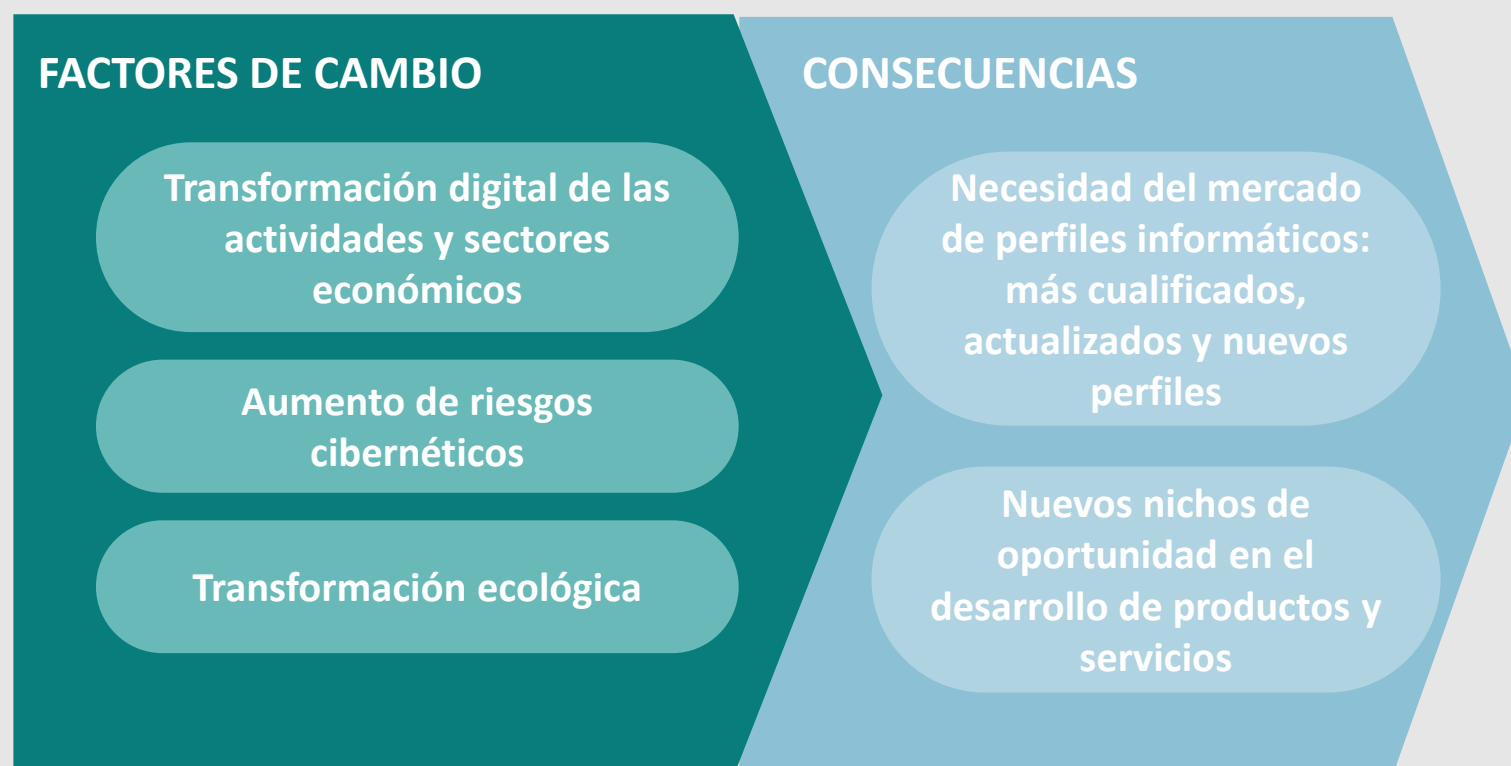 FACTORES DE CAMBIO
Transformación digital de las
actividades y sectores
económicos
Aumento de riesgos
cibernéticos
Transformación ecológica
CONSECUENCIAS
Necesidad del mercado
de perfiles informáticos:
más cualificados,
actualizados y nuevos
perfiles
Nuevos nichos de
oportunidad en el
desarrollo de productos y
servicios